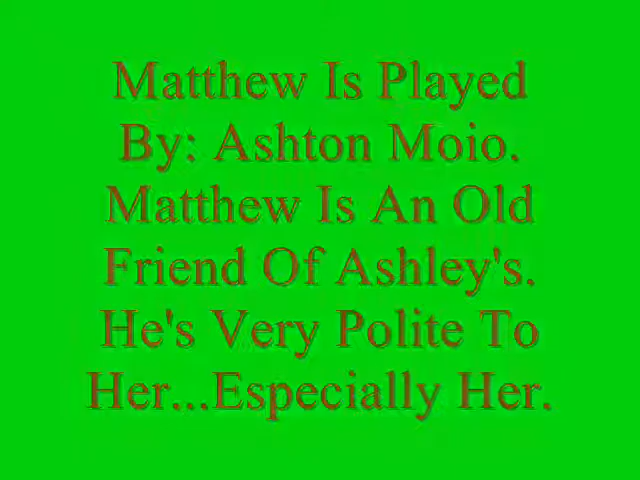 Matthew Is Played
By: Ashton Moio.
Matthew Is An Old
Friend Of Ashley's.
He's Very Polite To
Her...Especially Her.